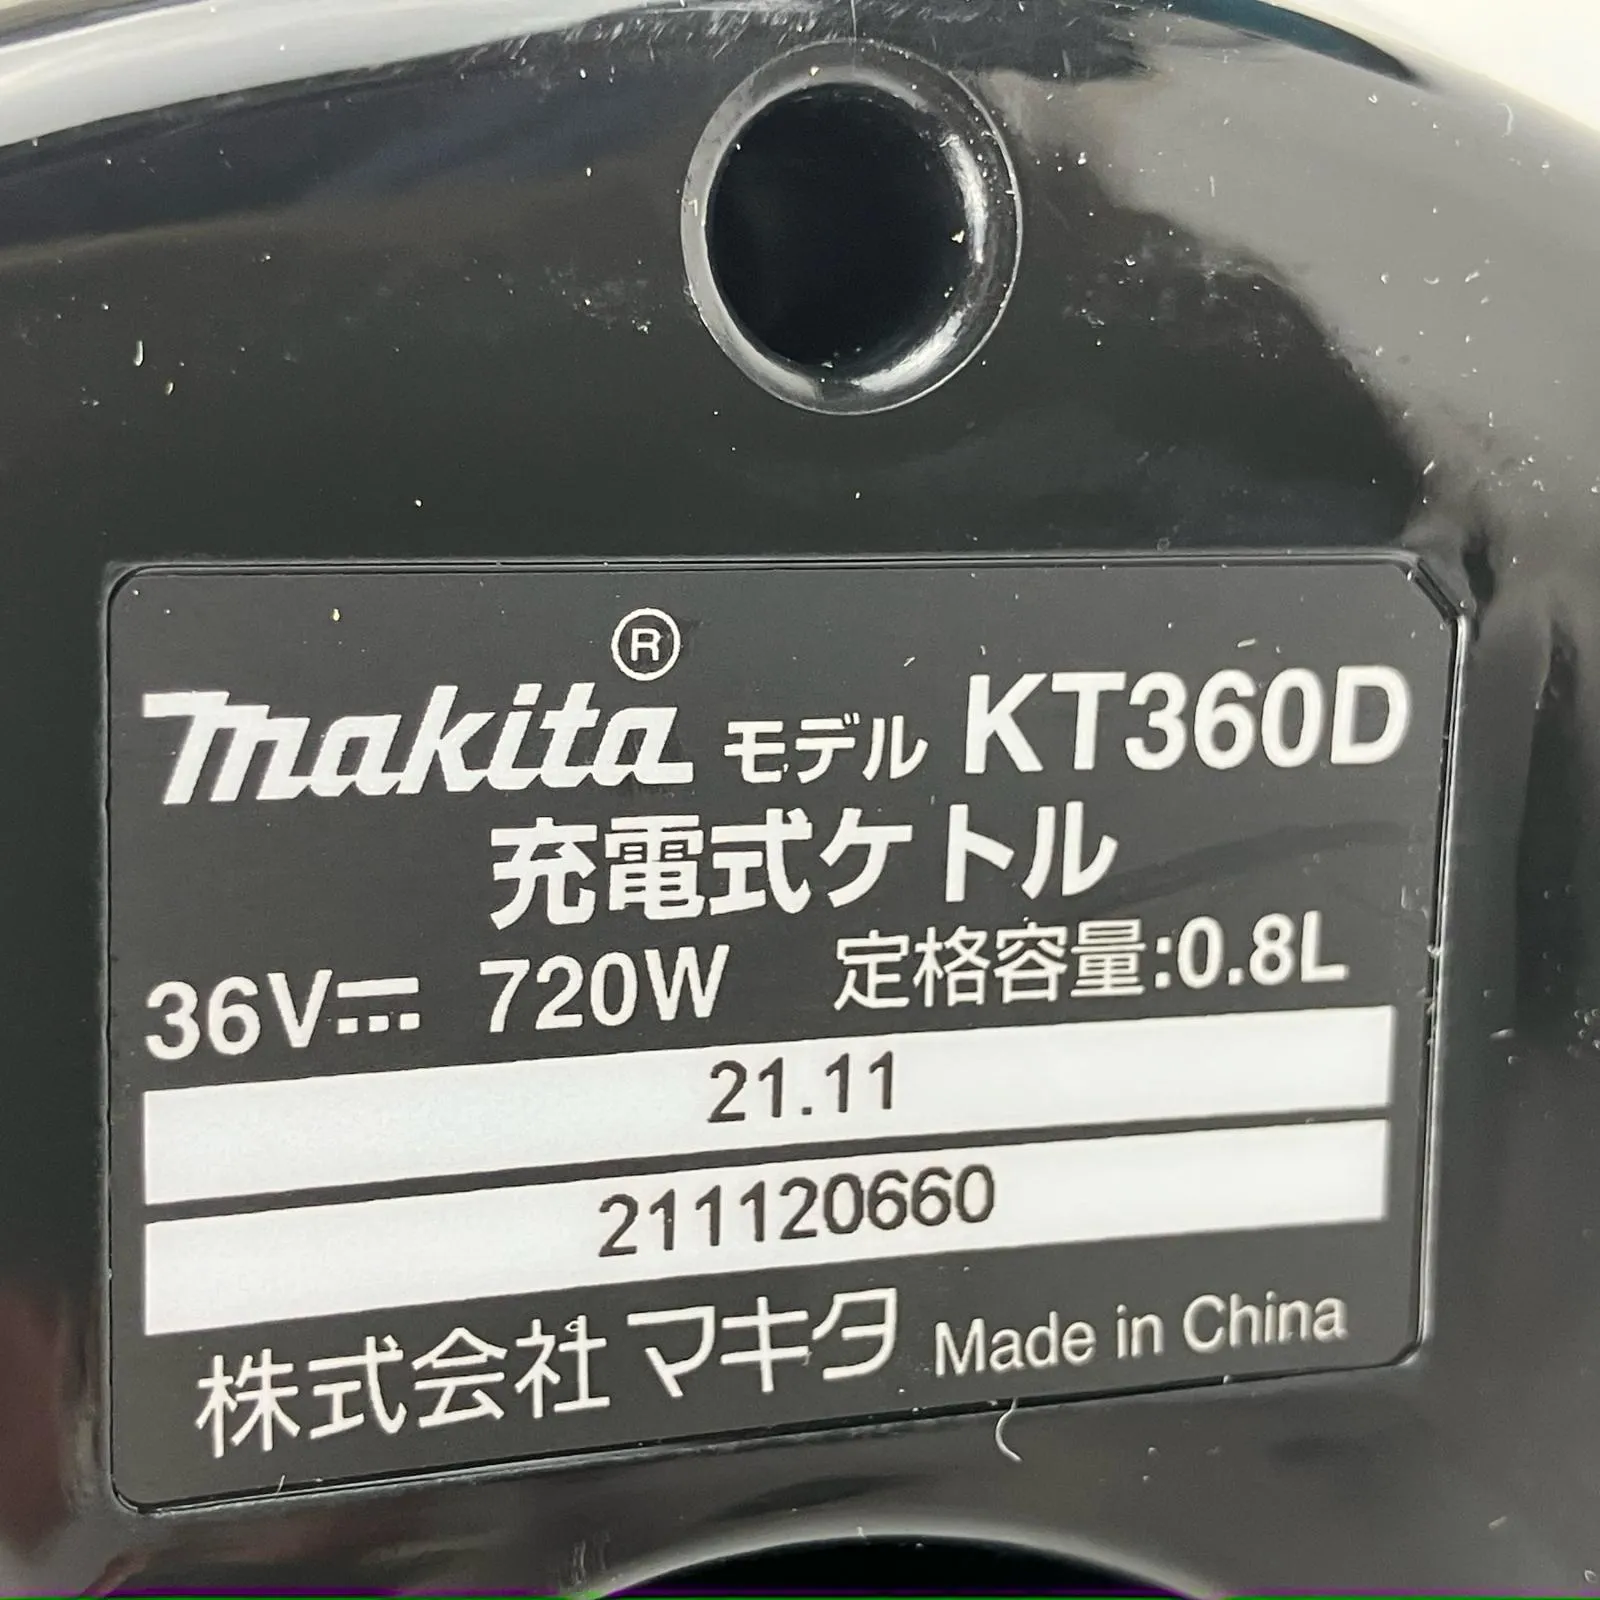 makita® モデル KT360D
充電式ケトル
36V⎓ 720W 定格容量:0.8L
21.11
211120660
株式会社マキタ Made in China